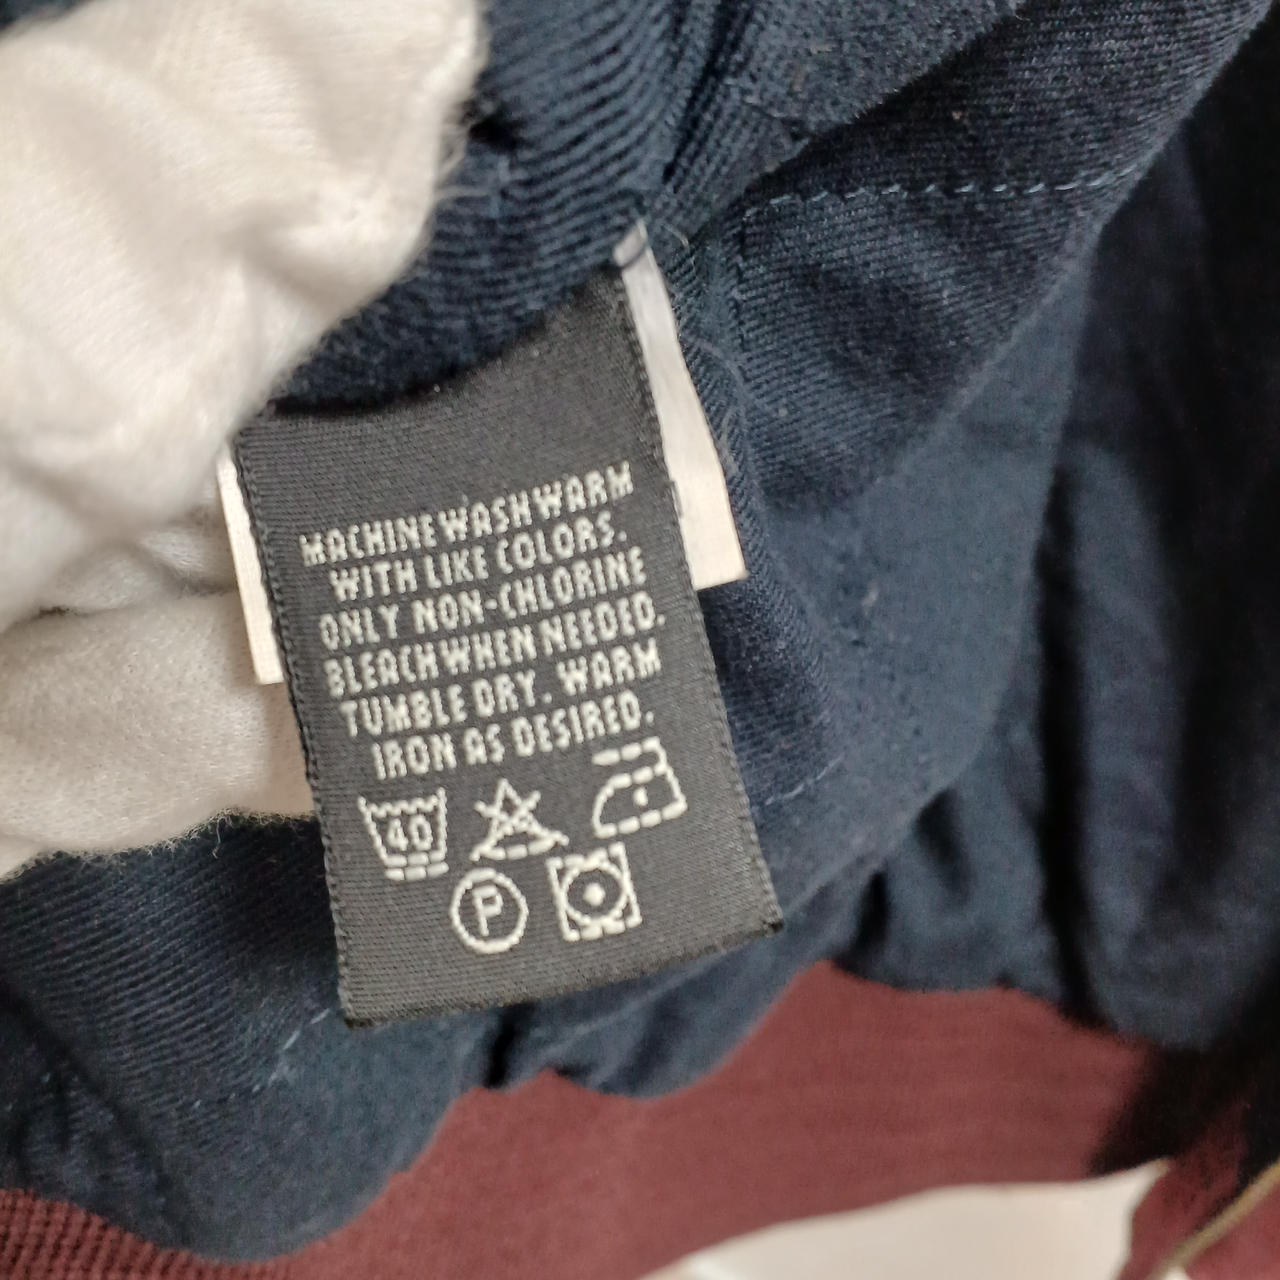 MACHINE WASH WARM
WITH LIKE COLORS.
ONLY NON-CHLORINE
BLEACH WHEN NEEDED.
TUMBLE DRY. WARM
IRON AS DESIRED.
40
P